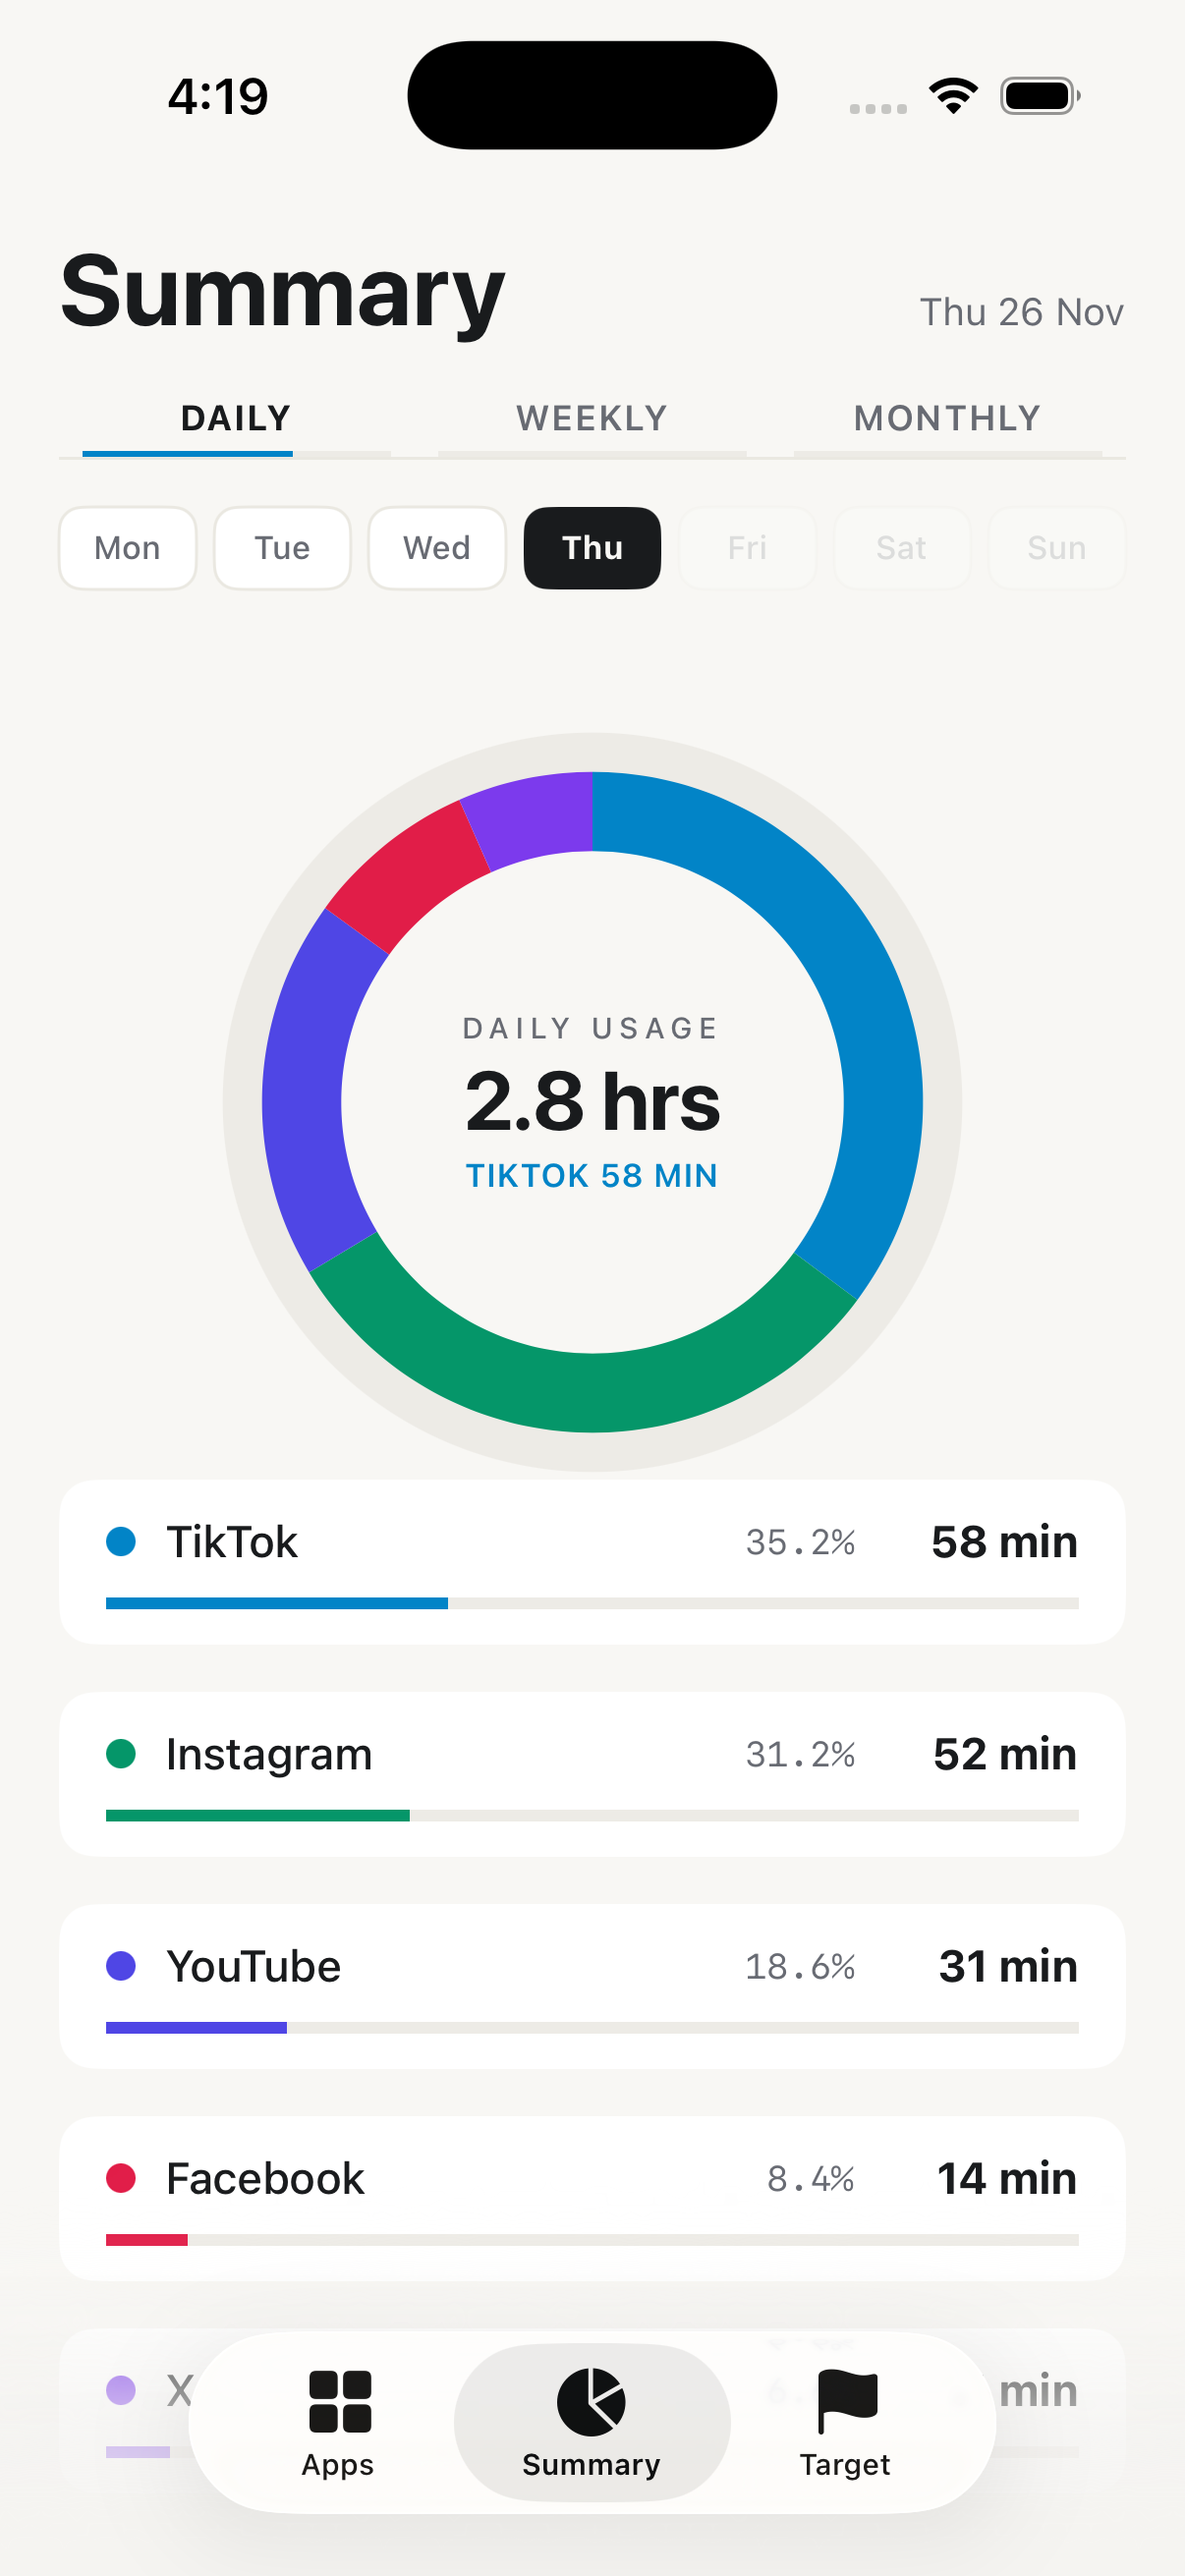 4:19
Summary
Thu 26 Nov
DAILY WEEKLY MONTHLY
Mon Tue Wed Thu Fri Sat Sun
DAILY USAGE
2.8 hrs
TIKTOK 58 MIN
TikTok 35.2% 58 min
Instagram 31.2% 52 min
YouTube 18.6% 31 min
Facebook 8.4% 14 min
X min
Apps Summary Target